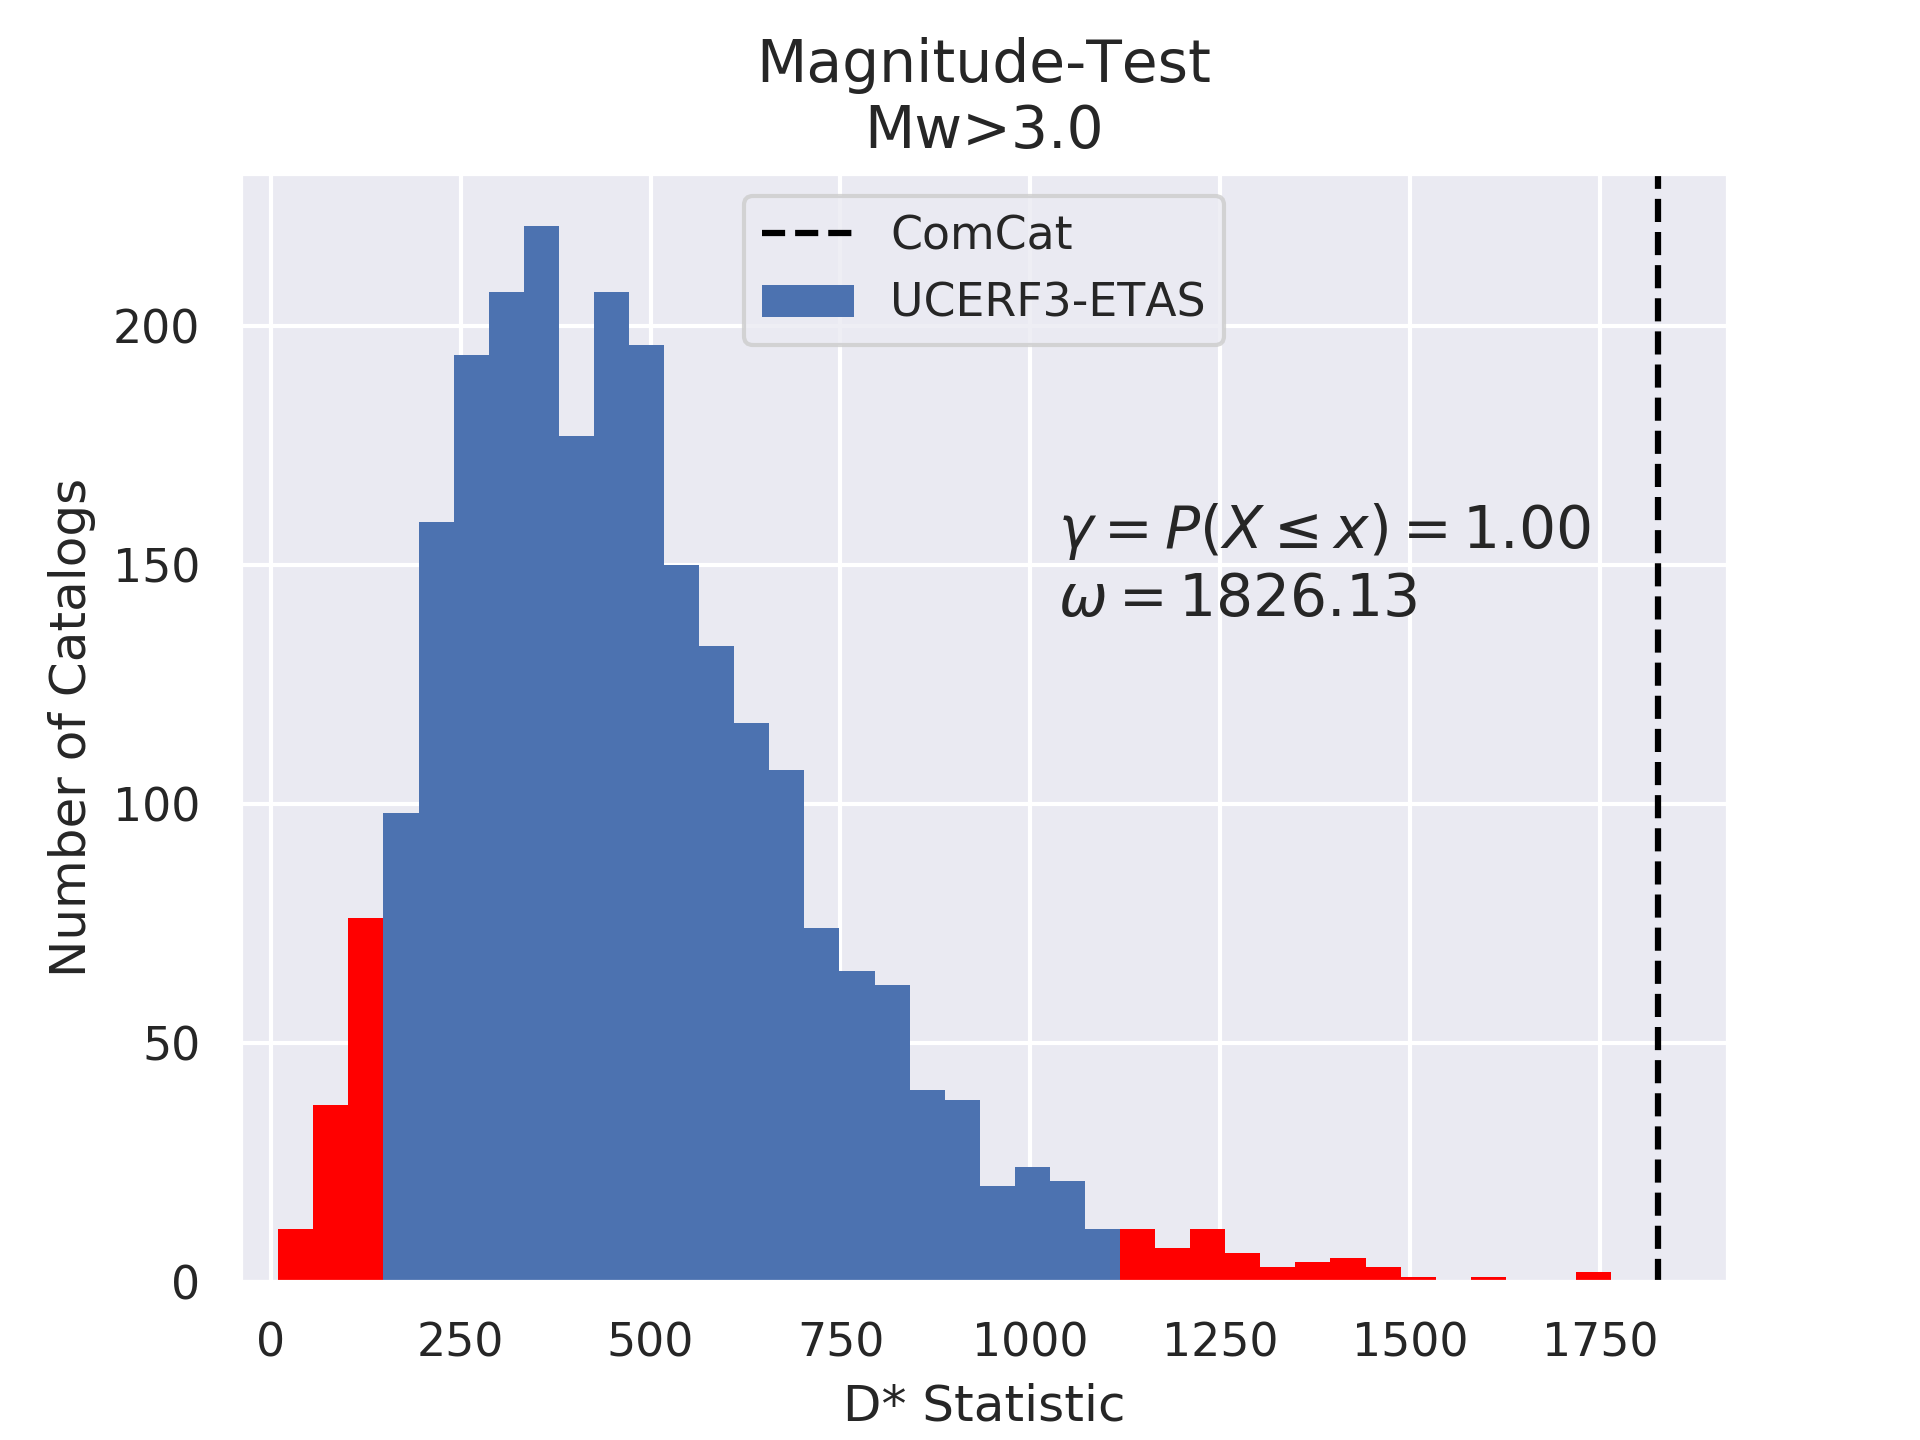 Magnitude-Test
Mw>3.0
ComCat
UCERF3-ETAS
γ = P(X ≤ x) = 1.00
ω = 1826.13
Number of Catalogs
200
150
100
50
0
0 250 500 750 1000 1250 1500 1750
D* Statistic